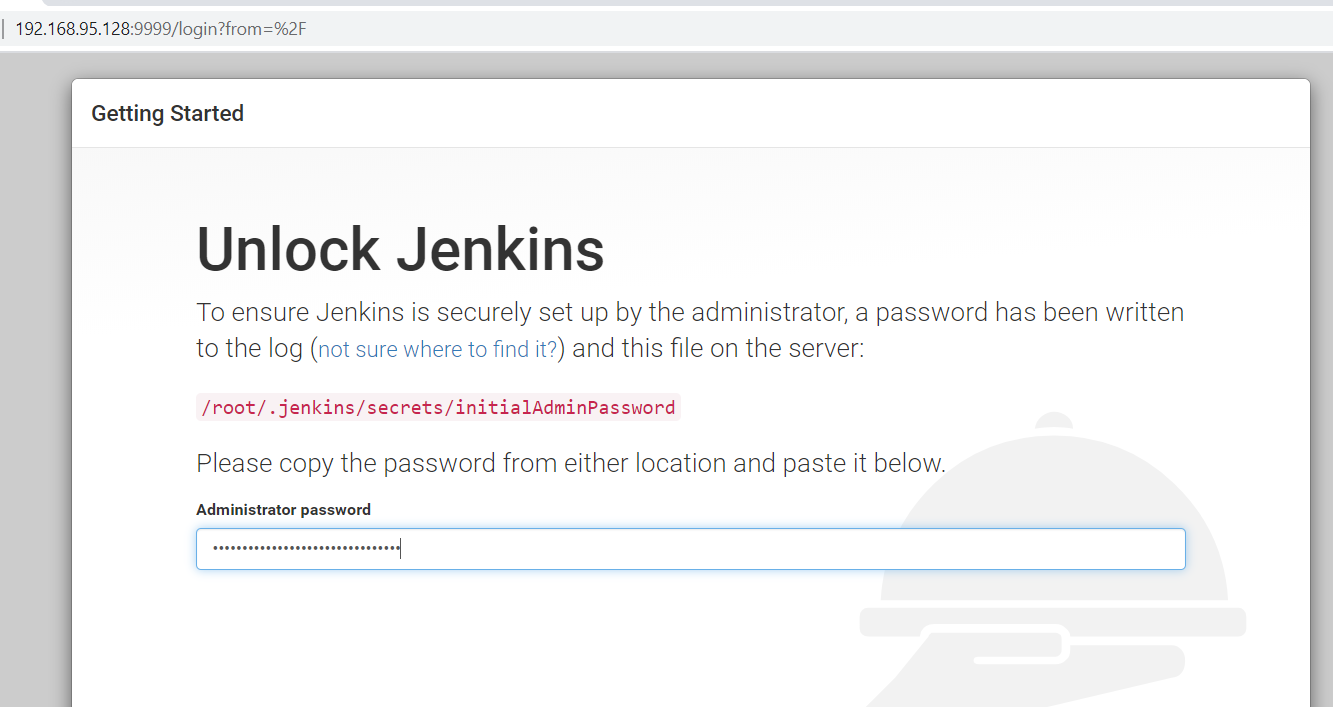 192.168.95.128:9999/login?from=%2F
Getting Started
Unlock Jenkins
To ensure Jenkins is securely set up by the administrator, a password has been written
to the log (not sure where to find it?) and this file on the server:
/root/.jenkins/secrets/initialAdminPassword
Please copy the password from either location and paste it below.
Administrator password
••••••••••••••••••••••••••••••••